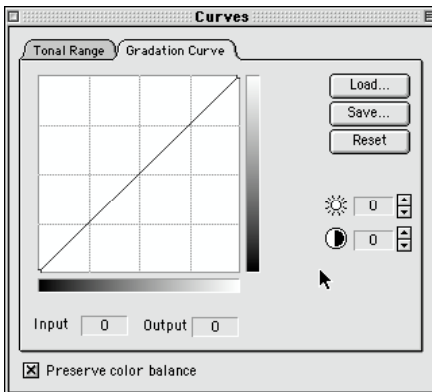 Curves
Tonal Range Gradation Curve
Load...
Save...
Reset
0
0
Input 0 Output 0
Preserve color balance